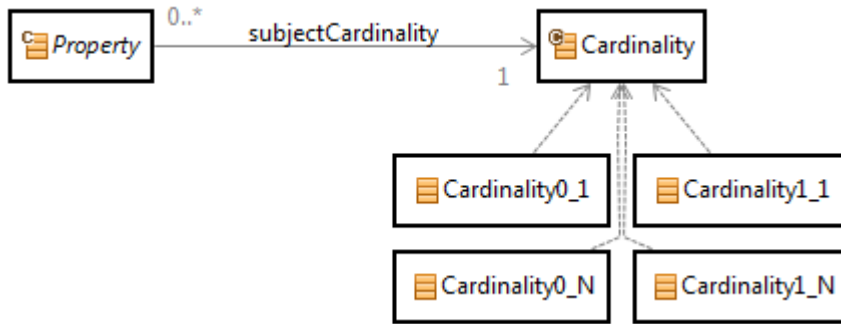 0..*
Property
subjectCardinality
Cardinality
1
Cardinality0_1
Cardinality1_1
Cardinality0_N
Cardinality1_N